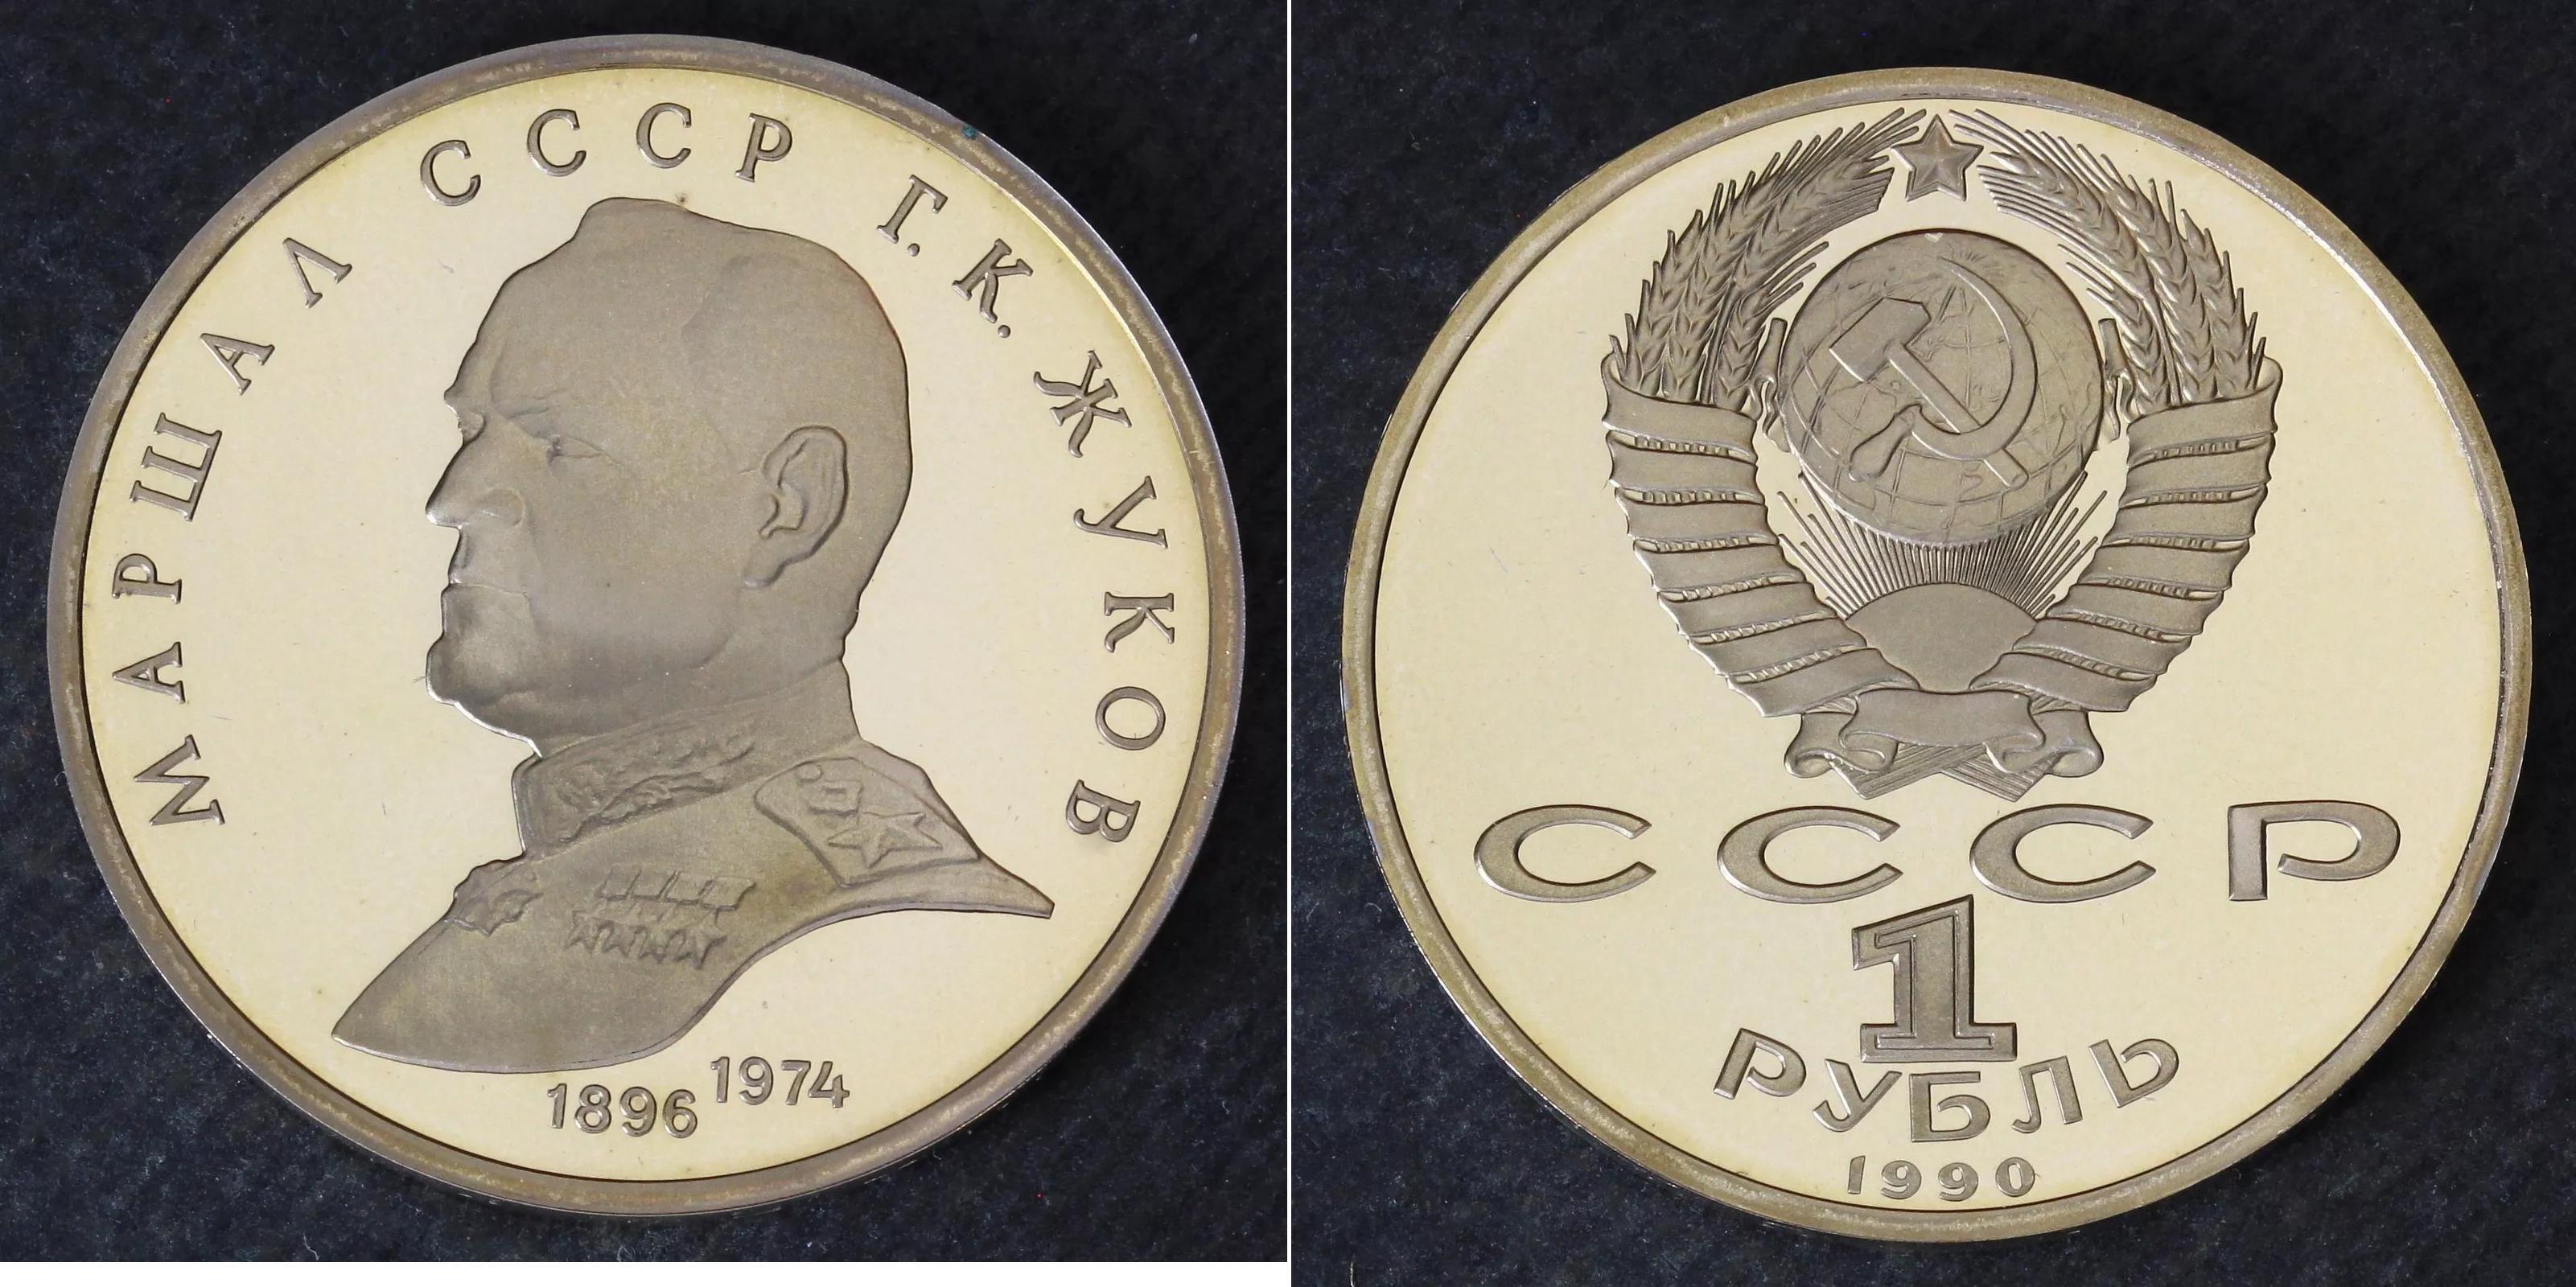 МАРШАЛ СССР Г.К. ЖУКОВ
1896 1974
СССР
1
РУБЛЬ
1990